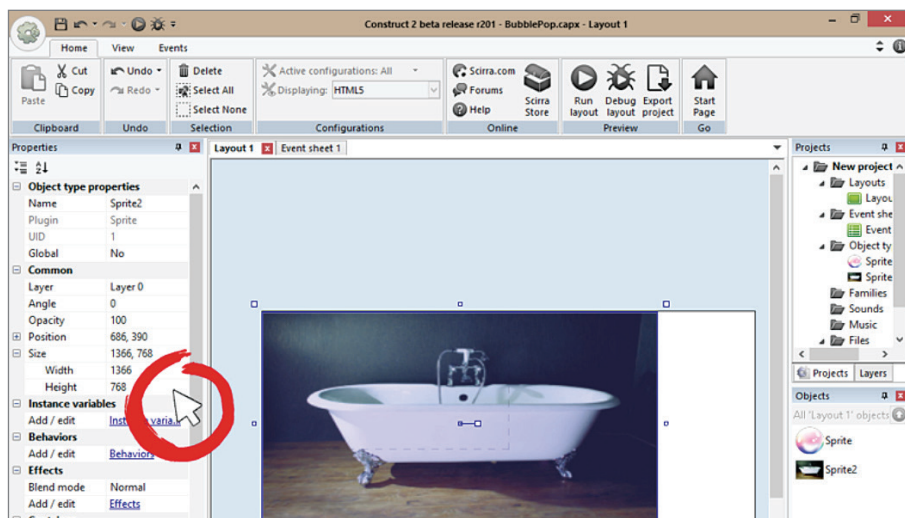 Construct 2 beta release r201 - BubblePop.capx - Layout 1
Home View Events
Paste
Cut
Copy
Clipboard
Undo
Redo
Undo
Delete
Select All
Select None
Selection
Active configurations: All
Displaying: HTML5
Configurations
Scirra.com
Forums
Help
Scirra Store
Online
Run layout
Debug layout
Export project
Preview
Start Page
Go
Properties
Object type properties
Name Sprite2
Plugin Sprite
UID 1
Global No
Common
Layer Layer 0
Angle 0
Opacity 100
Position 686, 390
Size 1366, 768
Width 1366
Height 768
Instance variables
Add / edit
Behaviors
Add / edit Behaviors
Effects
Blend mode Normal
Add / edit Effects
Layout 1 Event sheet 1
Projects
New project
Layouts
Layou
Event she
Event
Object ty
Sprite
Sprite
Families
Sounds
Music
Files
Projects Layers
Objects
All 'Layout 1' objects
Sprite
Sprite2